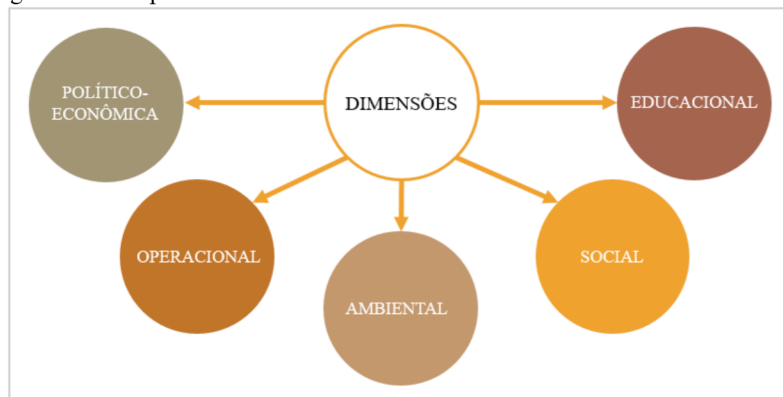 DIMENSÕES
POLÍTICO-
ECONÔMICA
EDUCACIONAL
OPERACIONAL
SOCIAL
AMBIENTAL